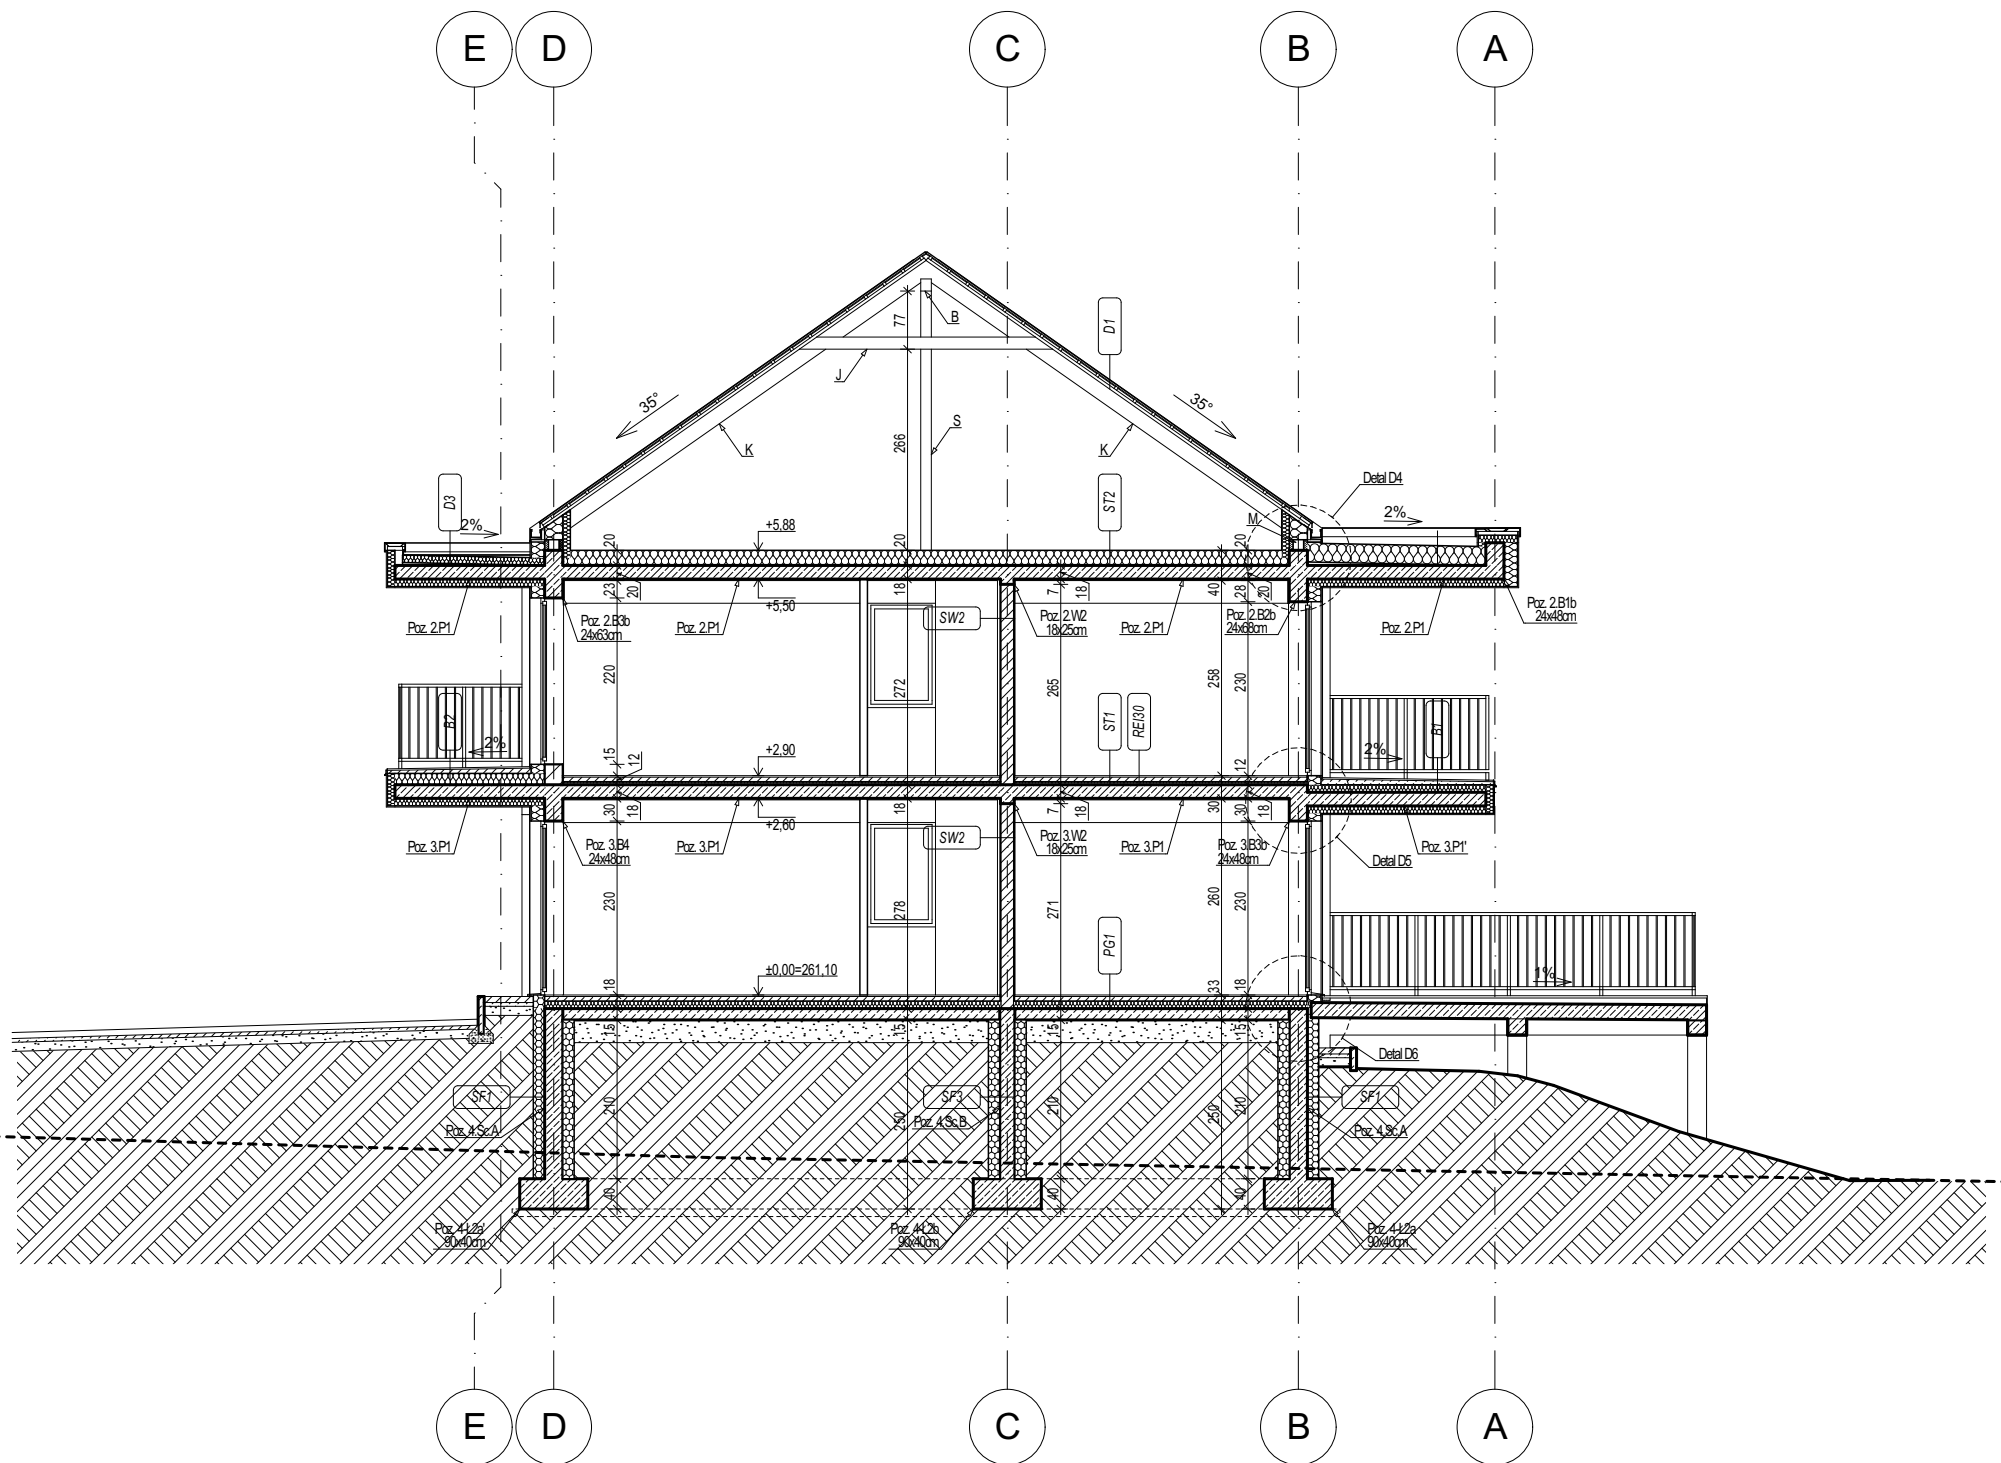 E
D
C
B
A
77
B
D1
J
35°
35°
S
K
K
266
Detal D4
D3
2%
ST2
M
2%
+5,88
20
20
20
23
20
+5,50
18
7
18
40
28
20
Poz. 2.P1
Poz. 2.B3b
24x63cm
Poz. 2.P1
SW2
Poz. 2.W2
18x25cm
Poz. 2.P1
Poz. 2.B2b
24x68cm
Poz. 2.P1
Poz. 2.B1b
24x48cm
220
272
265
258
230
B2
2%
ST1
REI30
2%
B1
15
12
+2,90
12
30
18
+2,60
18
7
18
30
30
18
Poz. 3.P1
Poz. 3.B4
24x48cm
Poz. 3.P1
SW2
Poz. 3.W2
18x25cm
Poz. 3.P1
Poz. 3.B3b
24x48cm
Detal D5
Poz. 3.P1'
230
278
271
260
230
PG1
±0,00=261,10
1%
18
33
18
15
15
15
15
Detal D6
SF1
210
SF3
210
250
210
SF1
Poz. 4.Sc.A
250
Poz. 4.Sc.B
Poz. 4.Sc.A
40
40
40
Poz. 4-Ł2a'
90x40cm
Poz. 4-Ł2b
90x40cm
Poz. 4-Ł2a
90x40cm
E
D
C
B
A